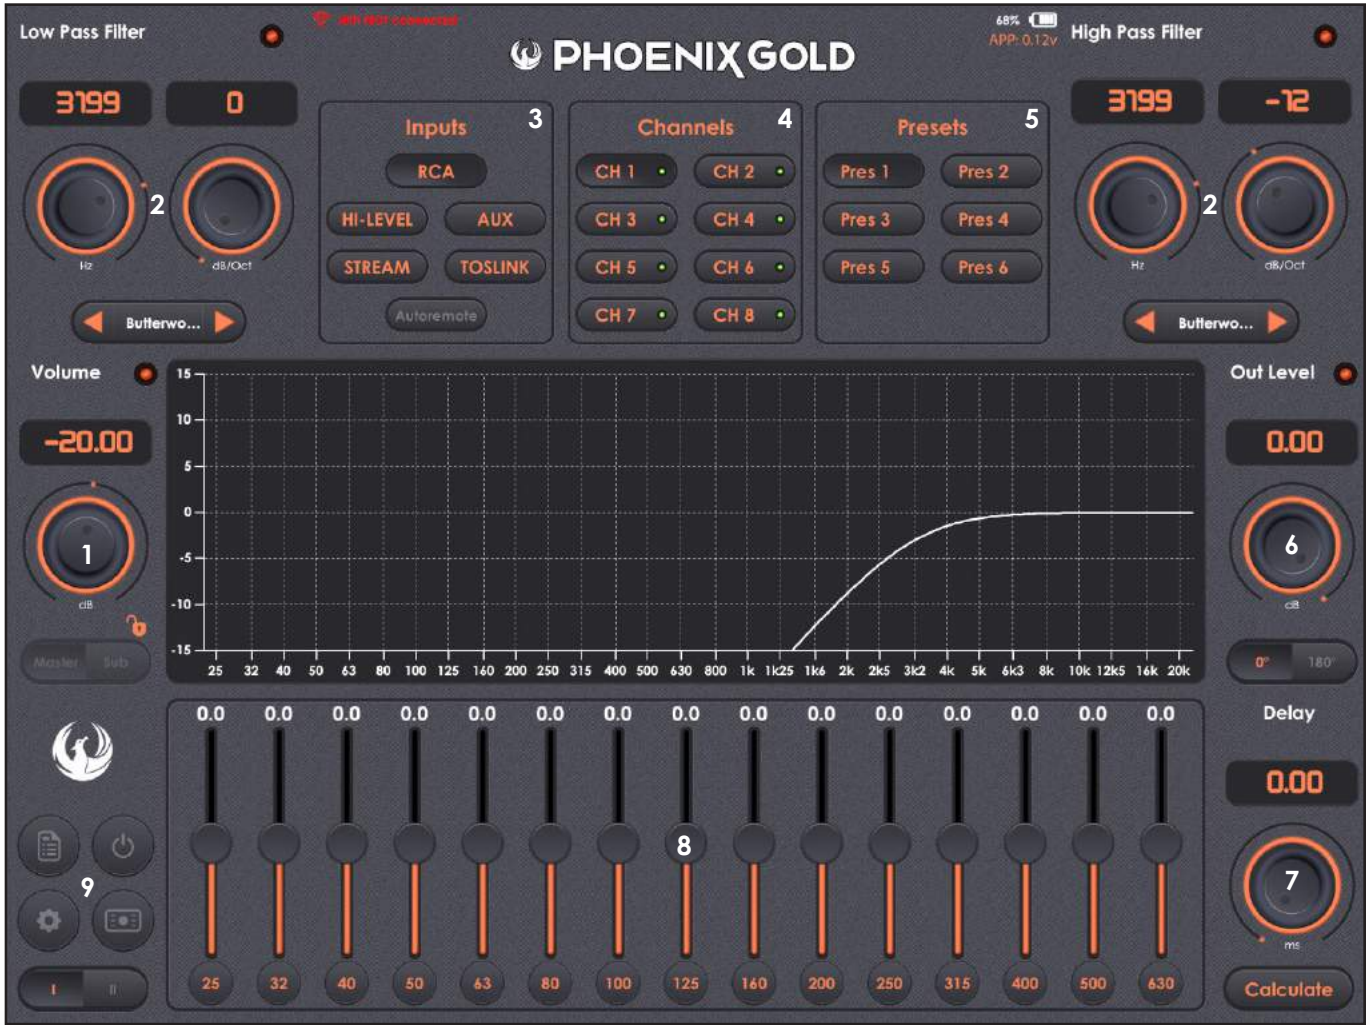 Low Pass Filter
Wifi NOT Connected
68%
APP: 0.12v
High Pass Filter
PHOENIX GOLD
3199
0
3199
-12
Inputs
3
Channels
4
Presets
5
RCA
CH 1
CH 2
Pres 1
Pres 2
HI-LEVEL
AUX
CH 3
CH 4
Pres 3
Pres 4
STREAM
TOSLINK
CH 5
CH 6
Pres 5
Pres 6
Autoremote
CH 7
CH 8
2
Hz
dB/Oct
2
Hz
dB/Oct
Butterwo...
Butterwo...
Volume
Out Level
-20.00
0.00
1
dB
6
dB
Master
Sub
0°
180°
15
10
5
0
-5
-10
-15
25 32 40 50 63 80 100 125 160 200 250 315 400 500 630 800 1k 1k25 1k6 2k 2k5 3k2 4k 5k 6k3 8k 10k 12k5 16k 20k
0.0 0.0 0.0 0.0 0.0 0.0 0.0 0.0 0.0 0.0 0.0 0.0 0.0 0.0 0.0
8
25 32 40 50 63 80 100 125 160 200 250 315 400 500 630
9
I
II
Delay
0.00
7
ms
Calculate